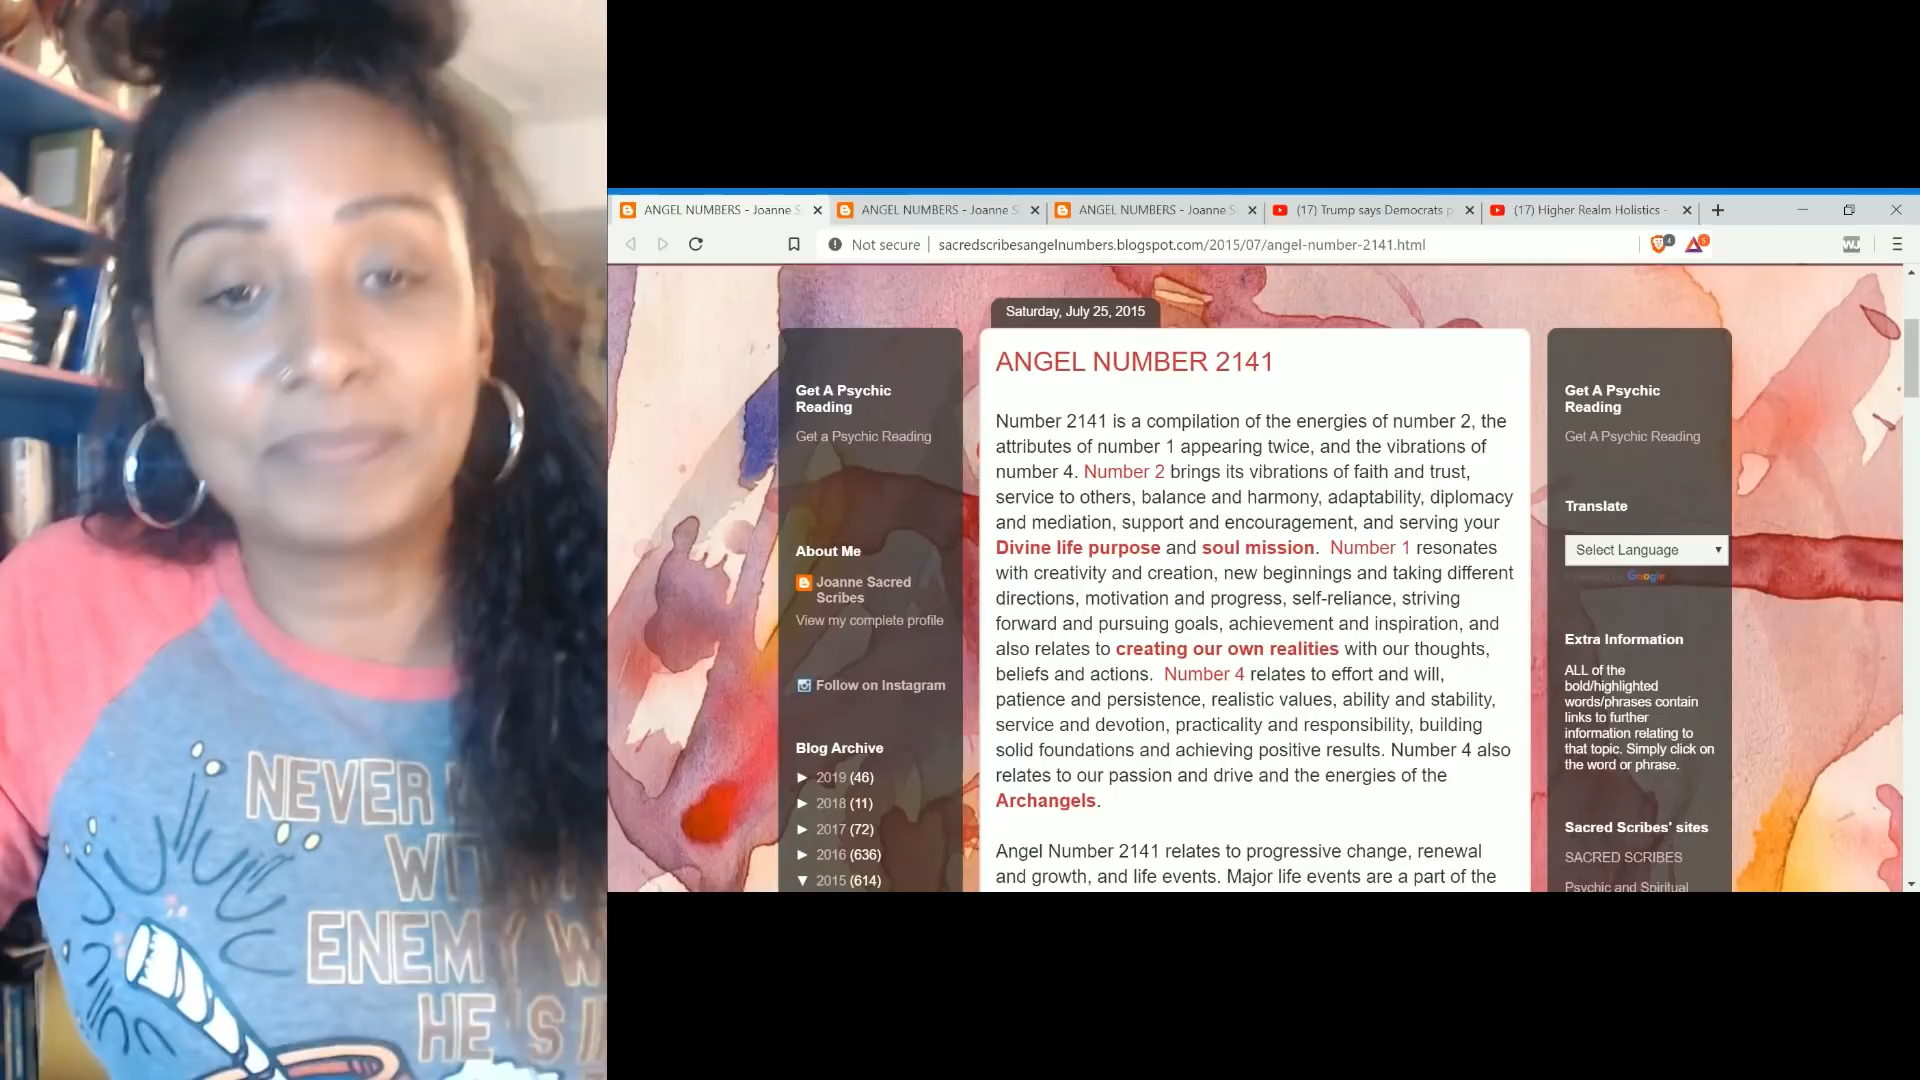 NEVER
WIT
ENEMY W
HE'S I
ANGEL NUMBERS - Joanne S
ANGEL NUMBERS - Joanne S
ANGEL NUMBERS - Joanne S
(17) Trump says Democrats p
(17) Higher Realm Holistics -
Not secure
sacredscribesangelnumbers.blogspot.com/2015/07/angel-number-2141.html
4
5
WJ
Get A Psychic
Reading
Get a Psychic Reading
About Me
Joanne Sacred
Scribes
View my complete profile
Follow on Instagram
Blog Archive
► 2019 (46)
► 2018 (11)
► 2017 (72)
► 2016 (636)
▼ 2015 (614)
Saturday, July 25, 2015
ANGEL NUMBER 2141
Number 2141 is a compilation of the energies of number 2, the
attributes of number 1 appearing twice, and the vibrations of
number 4. Number 2 brings its vibrations of faith and trust,
service to others, balance and harmony, adaptability, diplomacy
and mediation, support and encouragement, and serving your
Divine life purpose and soul mission. Number 1 resonates
with creativity and creation, new beginnings and taking different
directions, motivation and progress, self-reliance, striving
forward and pursuing goals, achievement and inspiration, and
also relates to creating our own realities with our thoughts,
beliefs and actions. Number 4 relates to effort and will,
patience and persistence, realistic values, ability and stability,
service and devotion, practicality and responsibility, building
solid foundations and achieving positive results. Number 4 also
relates to our passion and drive and the energies of the
Archangels.
Angel Number 2141 relates to progressive change, renewal
and growth, and life events. Major life events are a part of the
Get A Psychic
Reading
Get A Psychic Reading
Translate
Select Language
Powered by Google
Extra Information
ALL of the
bold/highlighted
words/phrases contain
links to further
information relating to
that topic. Simply click on
the word or phrase.
Sacred Scribes' sites
SACRED SCRIBES
Psychic and Spiritual